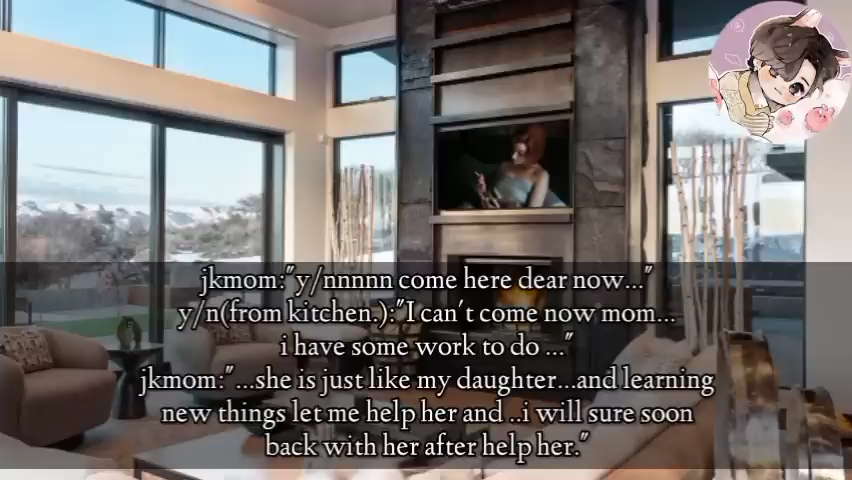 jkmom:"y/nnnnn come here dear now..."
y/n(from kitchen.):"I can't come now mom...
i have some work to do ..."
jkmom:"...she is just like my daughter...and learning
new things let me help her and ..i will sure soon
back with her after help her."